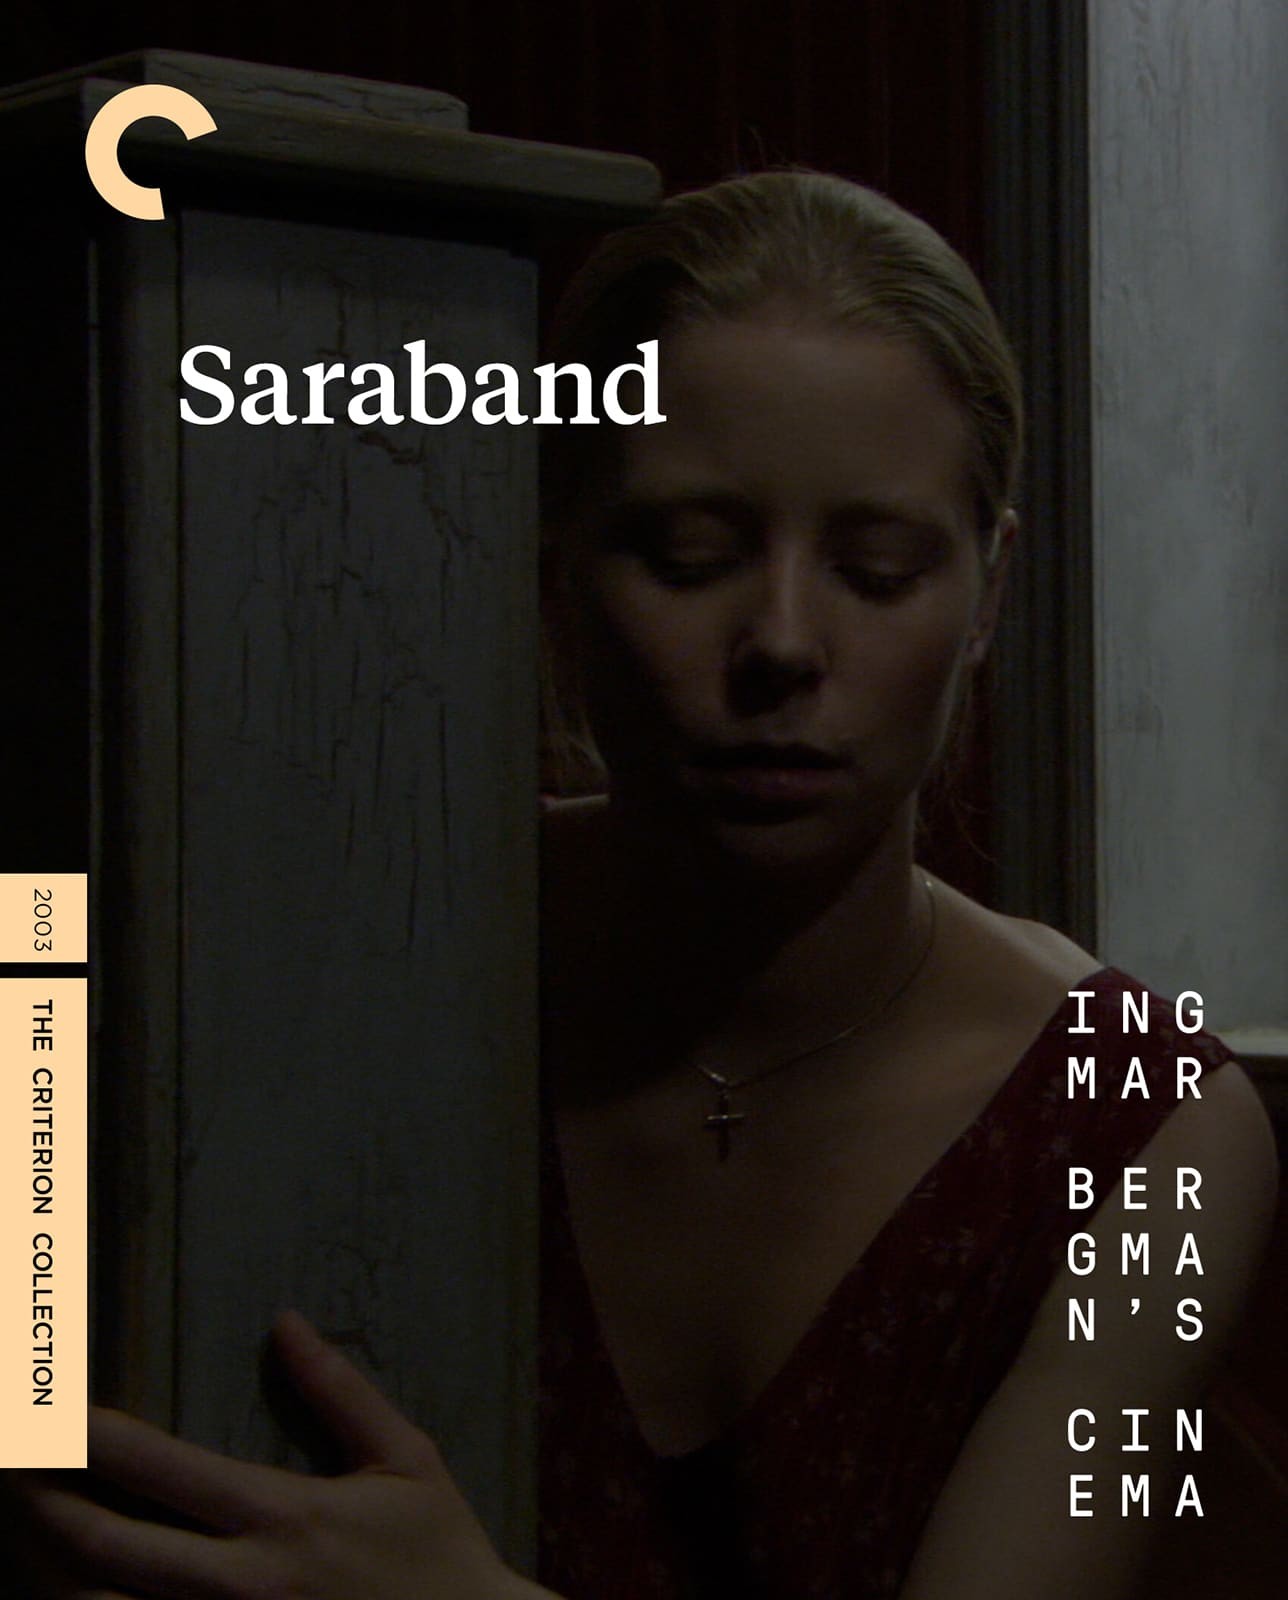 Saraband
2003
THE CRITERION COLLECTION
ING
MAR
BER
GMA
N'S
CIN
EMA